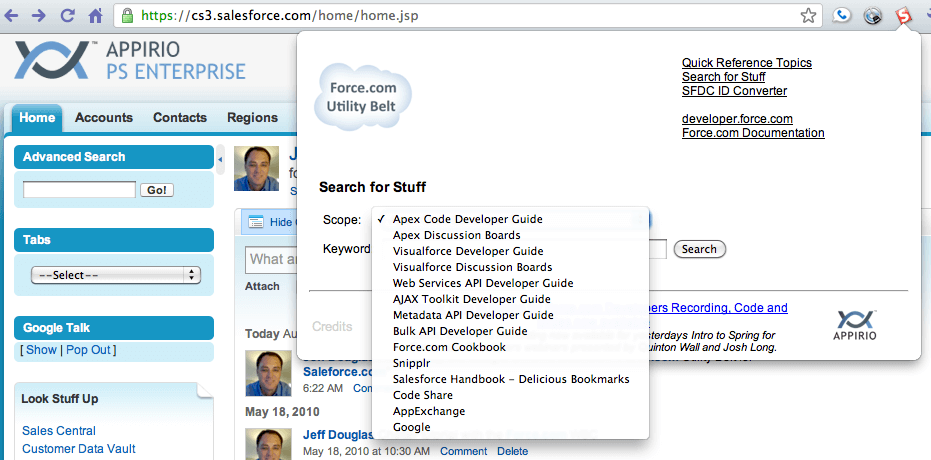 https://cs3.salesforce.com/home/home.jsp
APPIRIO
PS ENTERPRISE
Home Accounts Contacts Regions
Advanced Search
Go!
Tabs
--Select--
Google Talk
[ Show | Pop Out ]
Look Stuff Up
Sales Central
Customer Data Vault
Force.com
Utility Belt
Quick Reference Topics
Search for Stuff
SFDC ID Converter
developer.force.com
Force.com Documentation
Search for Stuff
Scope:
✓ Apex Code Developer Guide
Apex Discussion Boards
Visualforce Developer Guide
Visualforce Discussion Boards
Web Services API Developer Guide
AJAX Toolkit Developer Guide
Metadata API Developer Guide
Bulk API Developer Guide
Force.com Cookbook
Snipplr
Salesforce Handbook - Delicious Bookmarks
Code Share
AppExchange
Google
Keyword
Search
Hide
What
Attach
Credits
Recording, Code and
yesterdays Intro to Spring for
Quinton Wall and Josh Long.
APPIRIO
Today
Saleforce.com
6:22 AM
May 18, 2010
Jeff Douglas
May 18, 2010 at 10:30 AM Comment Delete